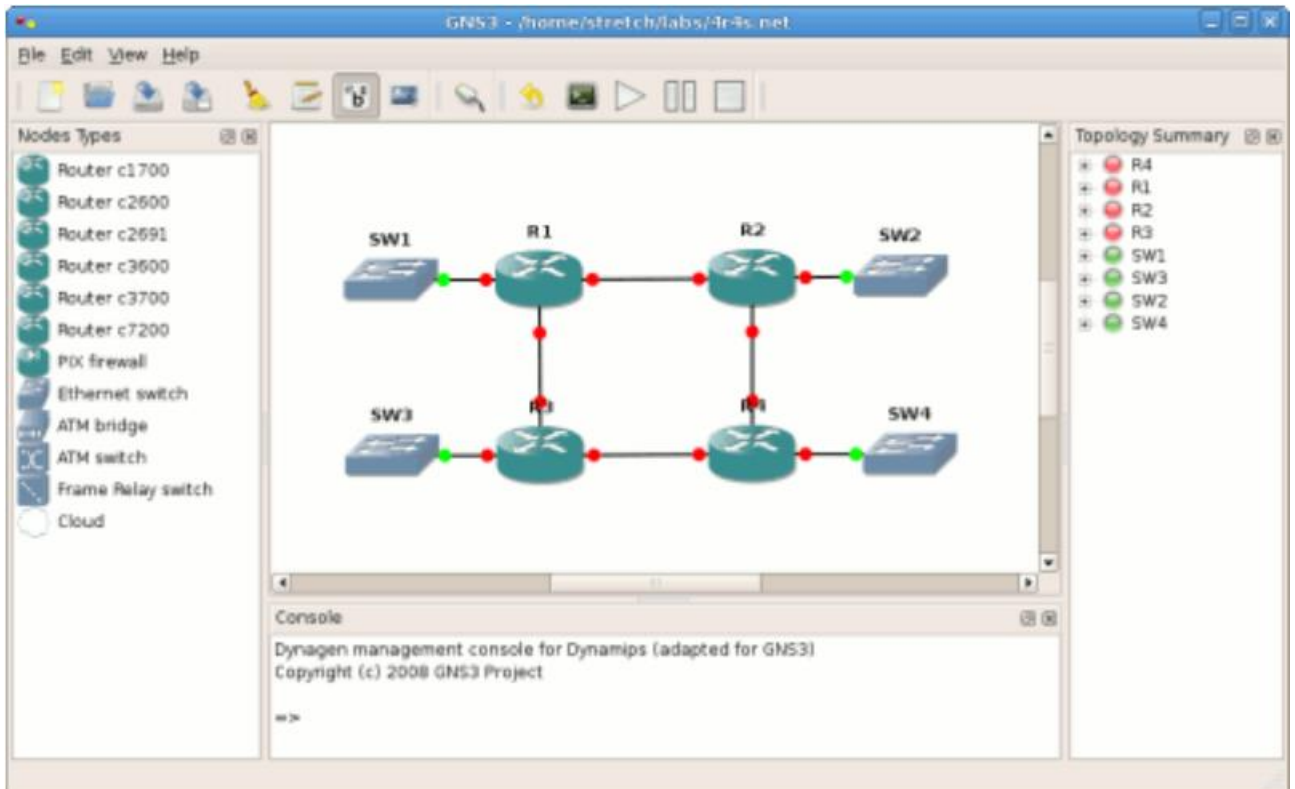 GNS3 - /home/stretch/labs/4r4s.net
File Edit View Help
Nodes Types
Router c1700
Router c2600
Router c2691
Router c3600
Router c3700
Router c7200
PIX firewall
Ethernet switch
ATM bridge
ATM switch
Frame Relay switch
Cloud
SW1
R1
R2
SW2
SW3
R3
R4
SW4
Topology Summary
R4
R1
R2
R3
SW1
SW3
SW2
SW4
Console
Dynagen management console for Dynamips (adapted for GNS3)
Copyright (c) 2008 GNS3 Project
=>